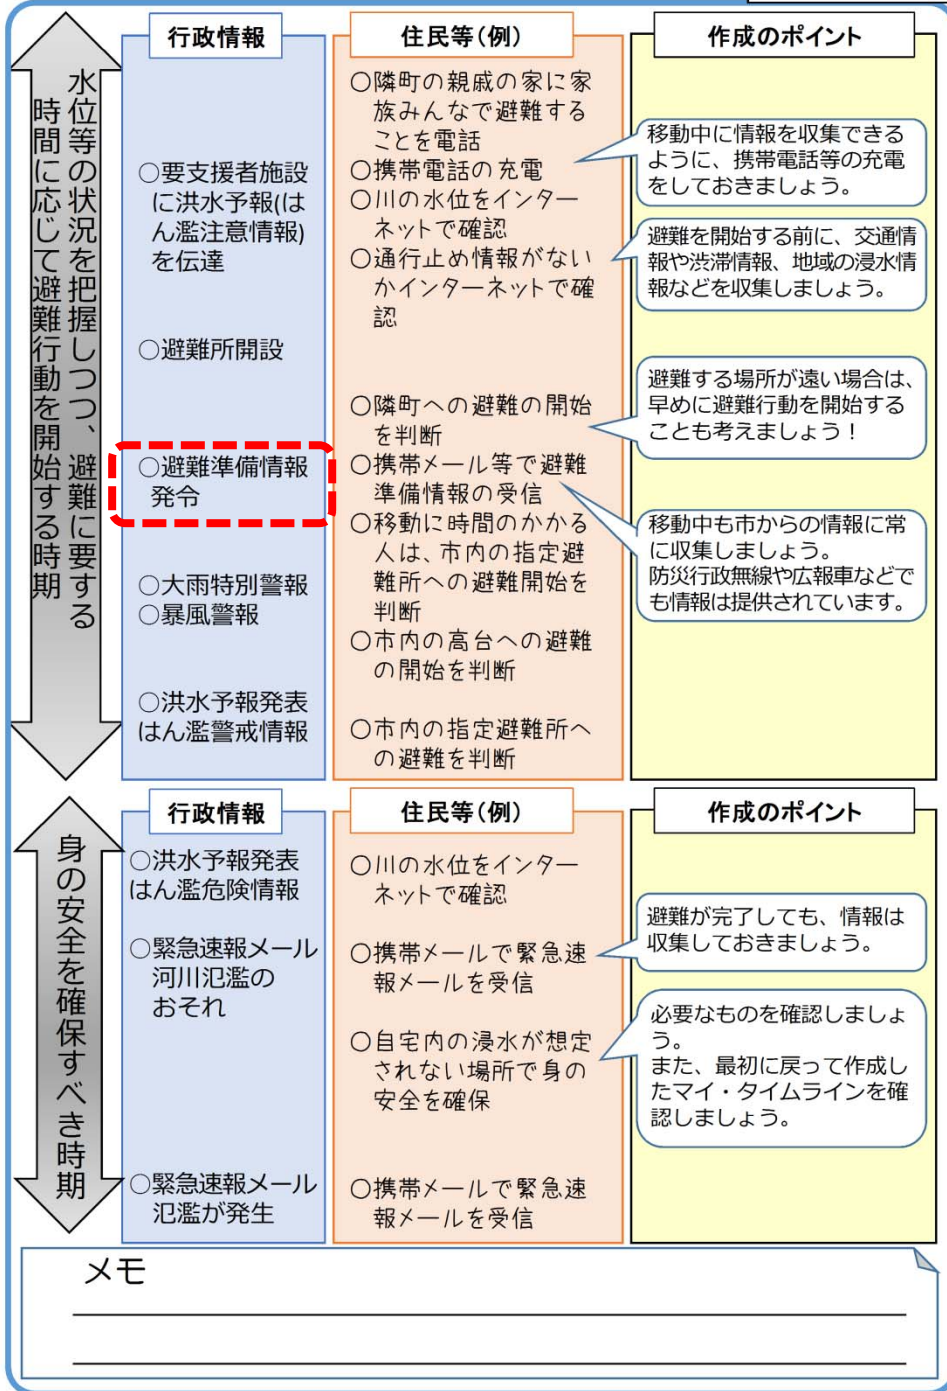 水位等の状況を把握しつつ、避難に要する
時間に応じて避難行動を開始する時期
行政情報
○要支援者施設
に洪水予報(は
ん濫注意情報)
を伝達
○避難所開設
○避難準備情報
発令
○大雨特別警報
○暴風警報
○洪水予報発表
はん濫警戒情報
住民等(例)
○隣町の親戚の家に家
族みんなで避難する
ことを電話
○携帯電話の充電
○川の水位をインター
ネットで確認
○通行止め情報がない
かインターネットで確
認
○隣町への避難の開始
を判断
○携帯メール等で避難
準備情報の受信
○移動に時間のかかる
人は、市内の指定避
難所への避難開始を
判断
○市内の高台への避難
の開始を判断
○市内の指定避難所へ
の避難を判断
作成のポイント
移動中に情報を収集できる
ように、携帯電話等の充電
をしておきましょう。
避難を開始する前に、交通情
報や渋滞情報、地域の浸水情
報などを収集しましょう。
避難する場所が遠い場合は、
早めに避難行動を開始する
ことも考えましょう！
移動中も市からの情報に常
に収集しましょう。
防災行政無線や広報車などで
も情報は提供されています。
身の安全を確保すべき時期
行政情報
○洪水予報発表
はん濫危険情報
○緊急速報メール
河川氾濫の
おそれ
○緊急速報メール
氾濫が発生
住民等(例)
○川の水位をインター
ネットで確認
○携帯メールで緊急速
報メールを受信
○自宅内の浸水が想定
されない場所で身の
安全を確保
○携帯メールで緊急速
報メールを受信
作成のポイント
避難が完了しても、情報は
収集しておきましょう。
必要なものを確認しましょ
う。
また、最初に戻って作成し
たマイ・タイムラインを確
認しましょう。
メモ